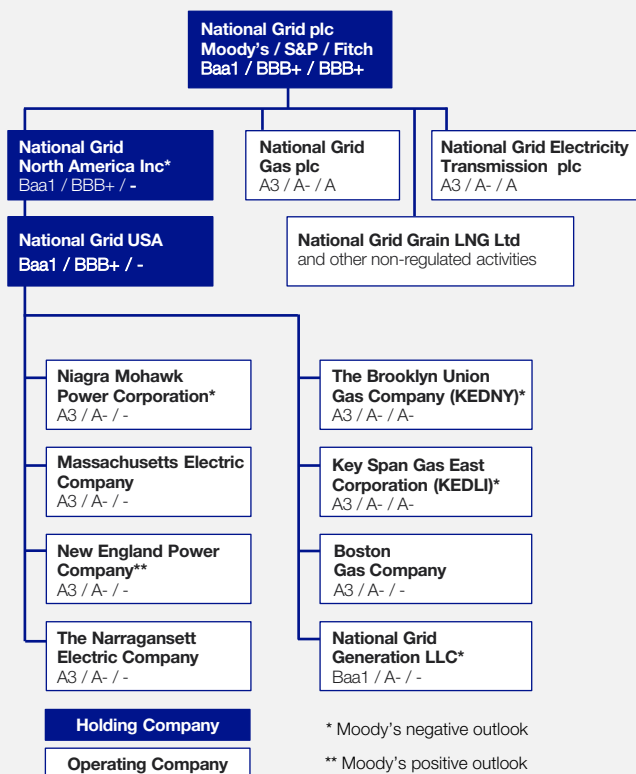 National Grid plc
Moody's / S&P / Fitch
Baa1 / BBB+ / BBB+
National Grid
North America Inc*
Baa1 / BBB+ / -
National Grid
Gas plc
A3 / A- / A
National Grid Electricity
Transmission plc
A3 / A- / A
National Grid USA
Baa1 / BBB+ / -
National Grid Grain LNG Ltd
and other non-regulated activities
Niagra Mohawk
Power Corporation*
A3 / A- / -
The Brooklyn Union
Gas Company (KEDNY)*
A3 / A- / A-
Massachusetts Electric
Company
A3 / A- / -
Key Span Gas East
Corporation (KEDLI)*
A3 / A- / A-
New England Power
Company**
A3 / A- / -
Boston
Gas Company
A3 / A- / -
The Narragansett
Electric Company
A3 / A- / -
National Grid
Generation LLC*
Baa1 / A- / -
Holding Company
* Moody's negative outlook
Operating Company
** Moody's positive outlook